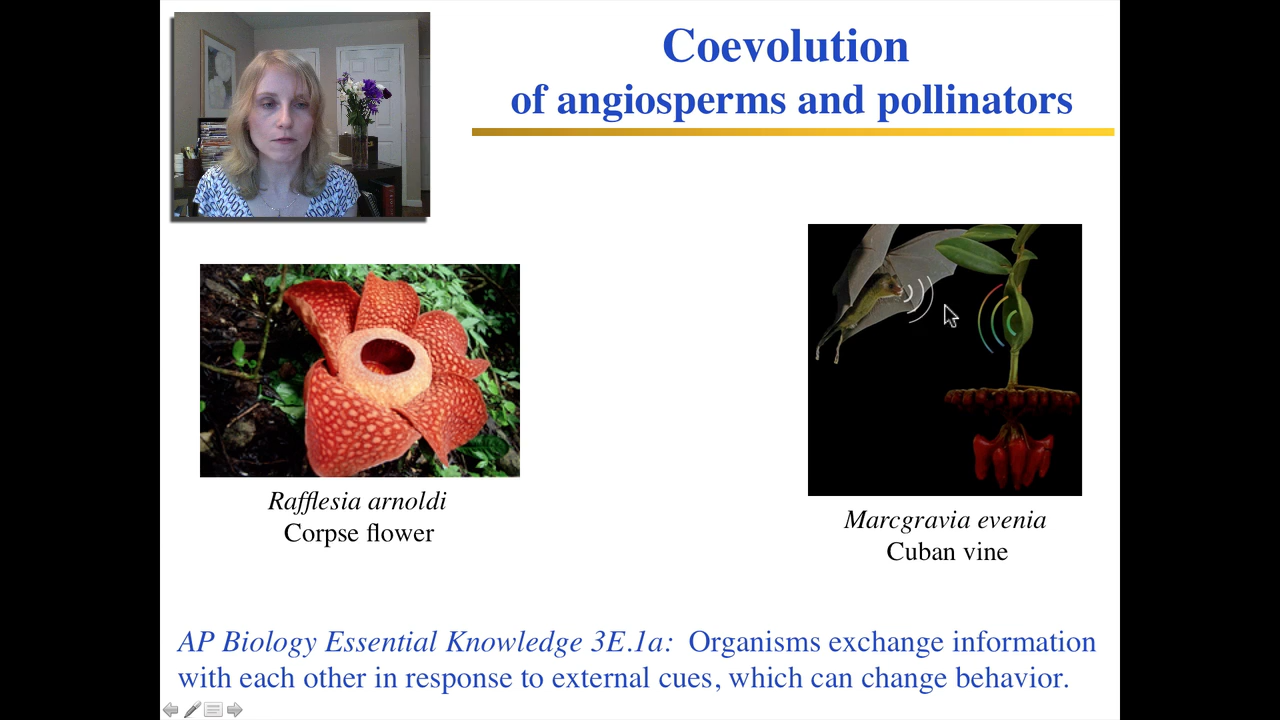 Coevolution
of angiosperms and pollinators
Rafflesia arnoldi
Corpse flower
Marcgravia evenia
Cuban vine
AP Biology Essential Knowledge 3E.1a: Organisms exchange information
with each other in response to external cues, which can change behavior.